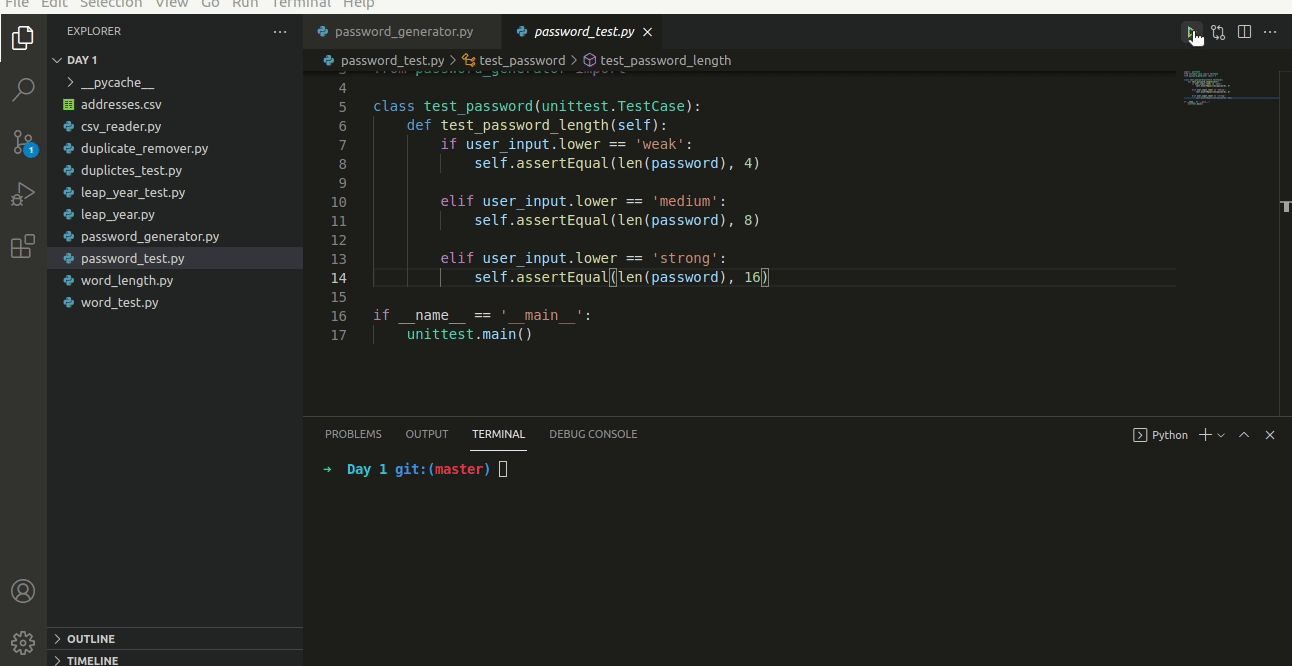 File Edit Selection View Go Run Terminal Help
EXPLORER
DAY 1
__pycache__
addresses.csv
csv_reader.py
duplicate_remover.py
duplictes_test.py
leap_year_test.py
leap_year.py
password_generator.py
password_test.py
word_length.py
word_test.py
OUTLINE
TIMELINE
1
password_generator.py password_test.py
password_test.py > test_password > test_password_length
3 from password_generator import
4
5 class test_password(unittest.TestCase):
6 def test_password_length(self):
7 if user_input.lower == 'weak':
8 self.assertEqual(len(password), 4)
9
10 elif user_input.lower == 'medium':
11 self.assertEqual(len(password), 8)
12
13 elif user_input.lower == 'strong':
14 self.assertEqual(len(password), 16)
15
16 if __name__ == '__main__':
17 unittest.main()
PROBLEMS OUTPUT TERMINAL DEBUG CONSOLE
Python
→ Day 1 git:(master)